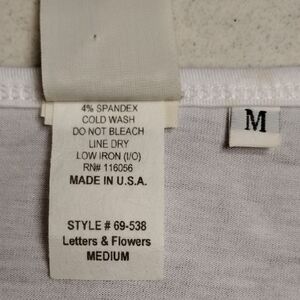 4% SPANDEX
COLD WASH
DO NOT BLEACH
LINE DRY
LOW IRON (I/O)
RN# 116056
MADE IN U.S.A.
STYLE # 69-538
Letters & Flowers
MEDIUM
M